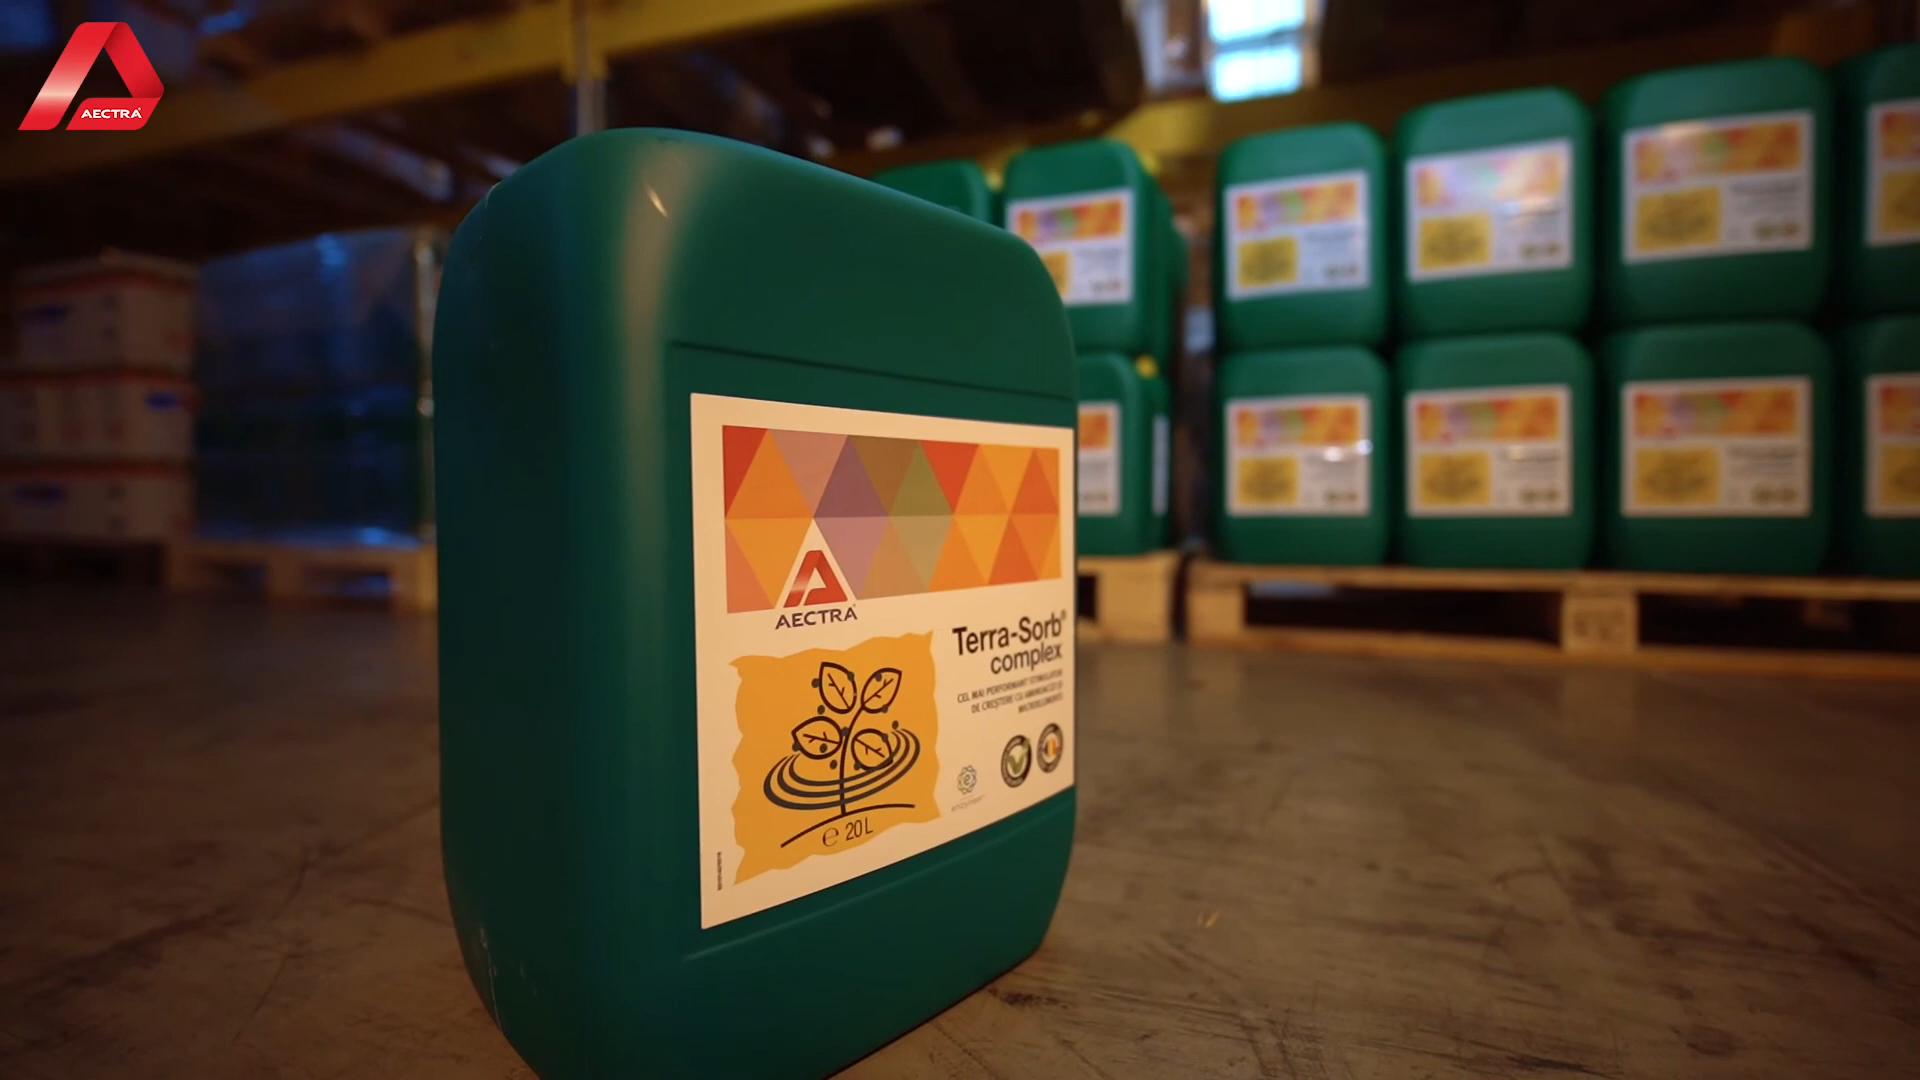 AECTRA
AECTRA
Terra-Sorb®
complex
CEL MAI PERFORMANT STIMULATOR
DE CREȘTERE CU AMINOACIZI ȘI
MICROELEMENTE
℮ 20 L